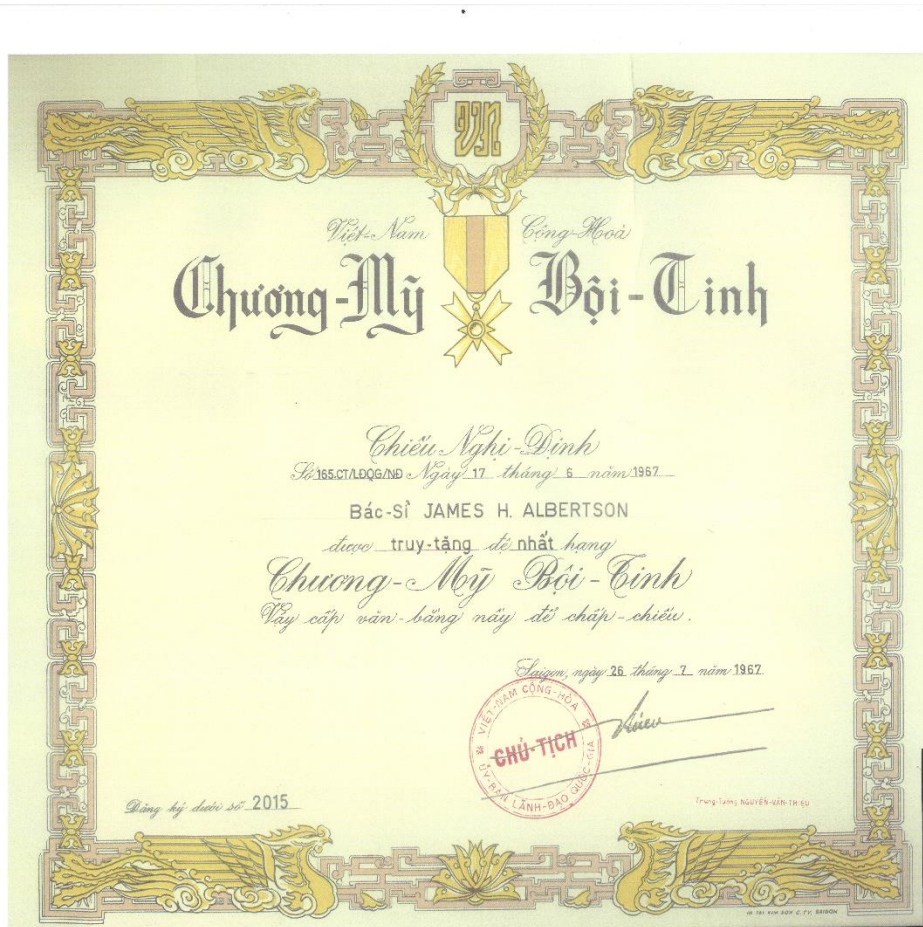 VN
Việt-Nam Cộng-Hoà
Chương-Mỹ Bội-Tinh
Chiếu Nghị-Định
Số 165.CT/LĐQG/NĐ Ngày 17 tháng 6 năm 1967
Bác-Sĩ JAMES H. ALBERTSON
được truy-tặng đệ nhất hạng
Chương-Mỹ Bội-Tinh
Vậy cấp văn-bằng nầy để chấp-chiếu.
Saigon, ngày 26 tháng 7 năm 1967
VIỆT-NAM CỘNG-HÒA
CHỦ-TỊCH
ỦY-BAN LÃNH-ĐẠO QUỐC-GIA
Đăng ký dưới số 2015
Trung-Tướng NGUYỄN-VĂN-THIỆU
SAIGON